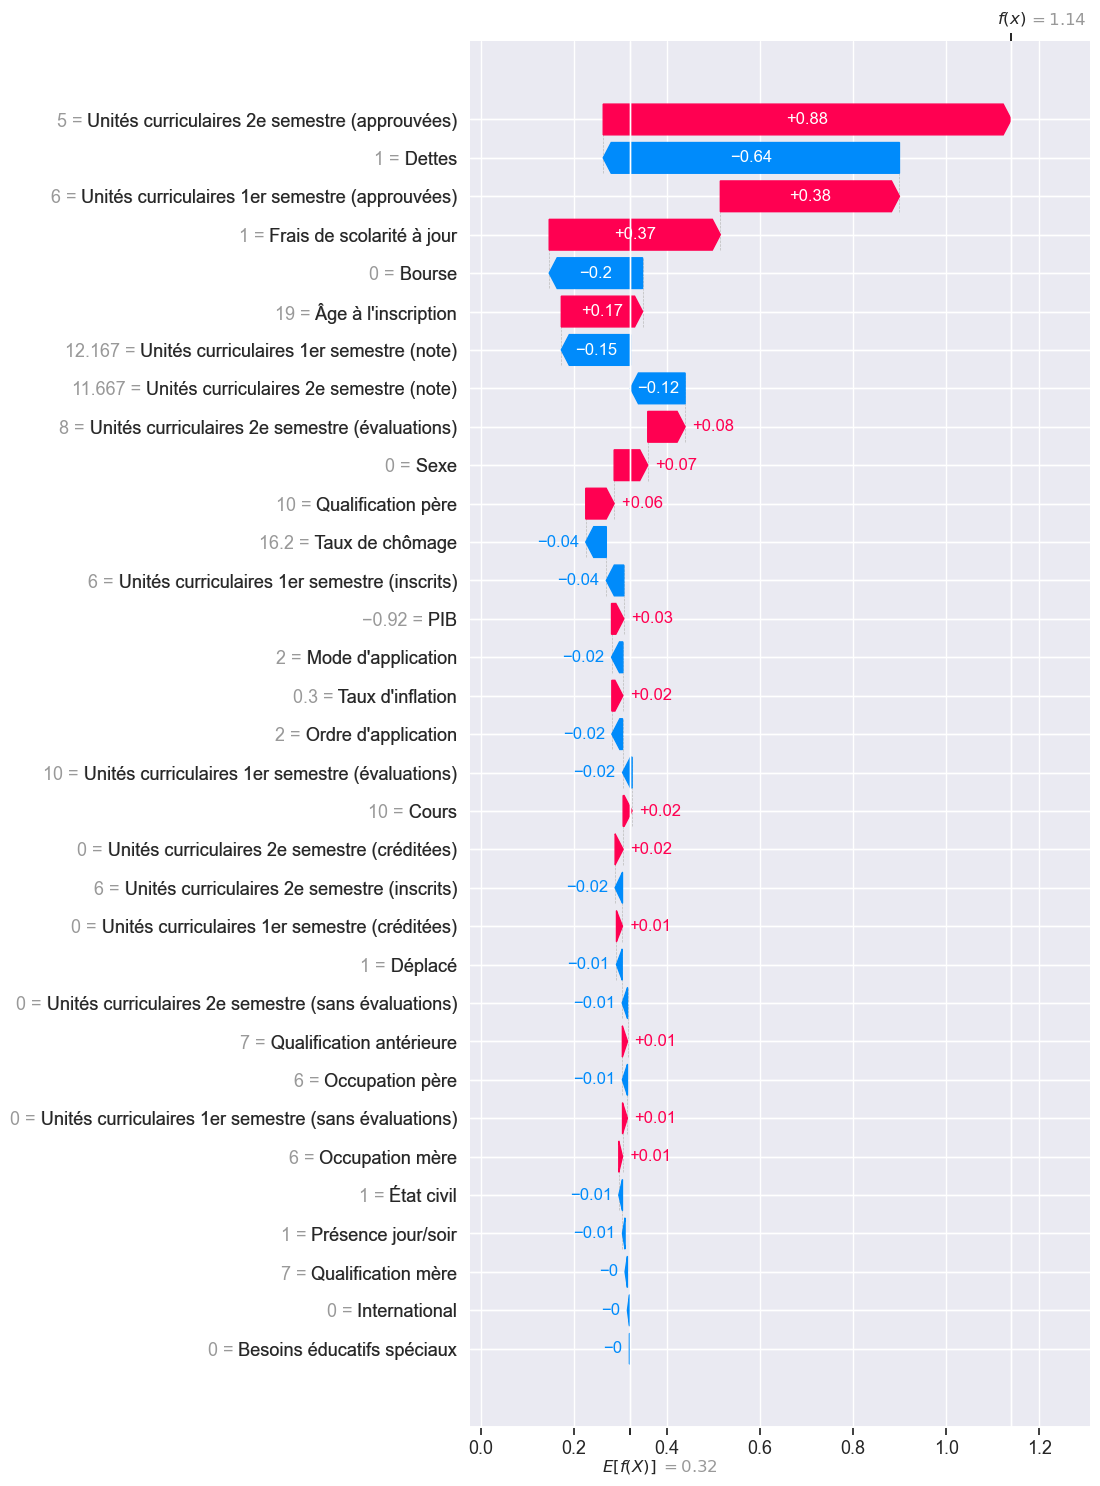 f(x) = 1.14
5 = Unités curriculaires 2e semestre (approuvées) +0.88
1 = Dettes −0.64
6 = Unités curriculaires 1er semestre (approuvées) +0.38
1 = Frais de scolarité à jour +0.37
0 = Bourse −0.2
19 = Âge à l'inscription +0.17
12.167 = Unités curriculaires 1er semestre (note) −0.15
11.667 = Unités curriculaires 2e semestre (note) −0.12
8 = Unités curriculaires 2e semestre (évaluations) +0.08
0 = Sexe +0.07
10 = Qualification père +0.06
16.2 = Taux de chômage −0.04
6 = Unités curriculaires 1er semestre (inscrits) −0.04
−0.92 = PIB +0.03
2 = Mode d'application −0.02
0.3 = Taux d'inflation +0.02
2 = Ordre d'application −0.02
10 = Unités curriculaires 1er semestre (évaluations) −0.02
10 = Cours +0.02
0 = Unités curriculaires 2e semestre (créditées) +0.02
6 = Unités curriculaires 2e semestre (inscrits) −0.02
0 = Unités curriculaires 1er semestre (créditées) +0.01
1 = Déplacé −0.01
0 = Unités curriculaires 2e semestre (sans évaluations) −0.01
7 = Qualification antérieure +0.01
6 = Occupation père −0.01
0 = Unités curriculaires 1er semestre (sans évaluations) +0.01
6 = Occupation mère +0.01
1 = État civil −0.01
1 = Présence jour/soir −0.01
7 = Qualification mère −0
0 = International −0
0 = Besoins éducatifs spéciaux −0
0.0 0.2 0.4 0.6 0.8 1.0 1.2
E[f(X)] = 0.32